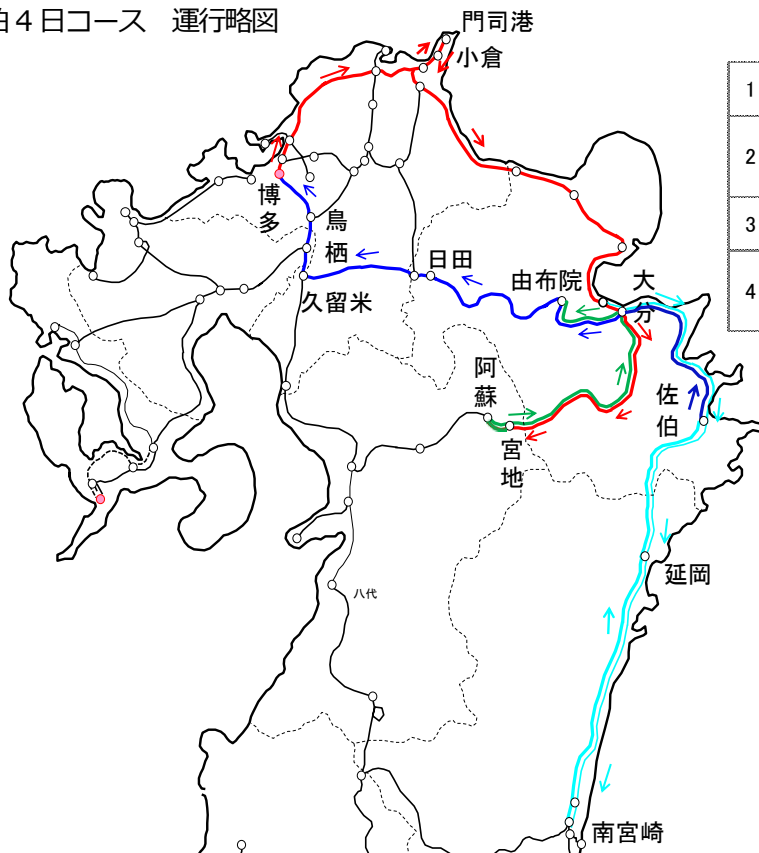 泊4日コース 運行略図
門司港
小倉
1
2
3
4
博多
鳥栖
久留米
日田
由布院
大分
阿蘇
宮地
佐伯
延岡
八代
南宮崎